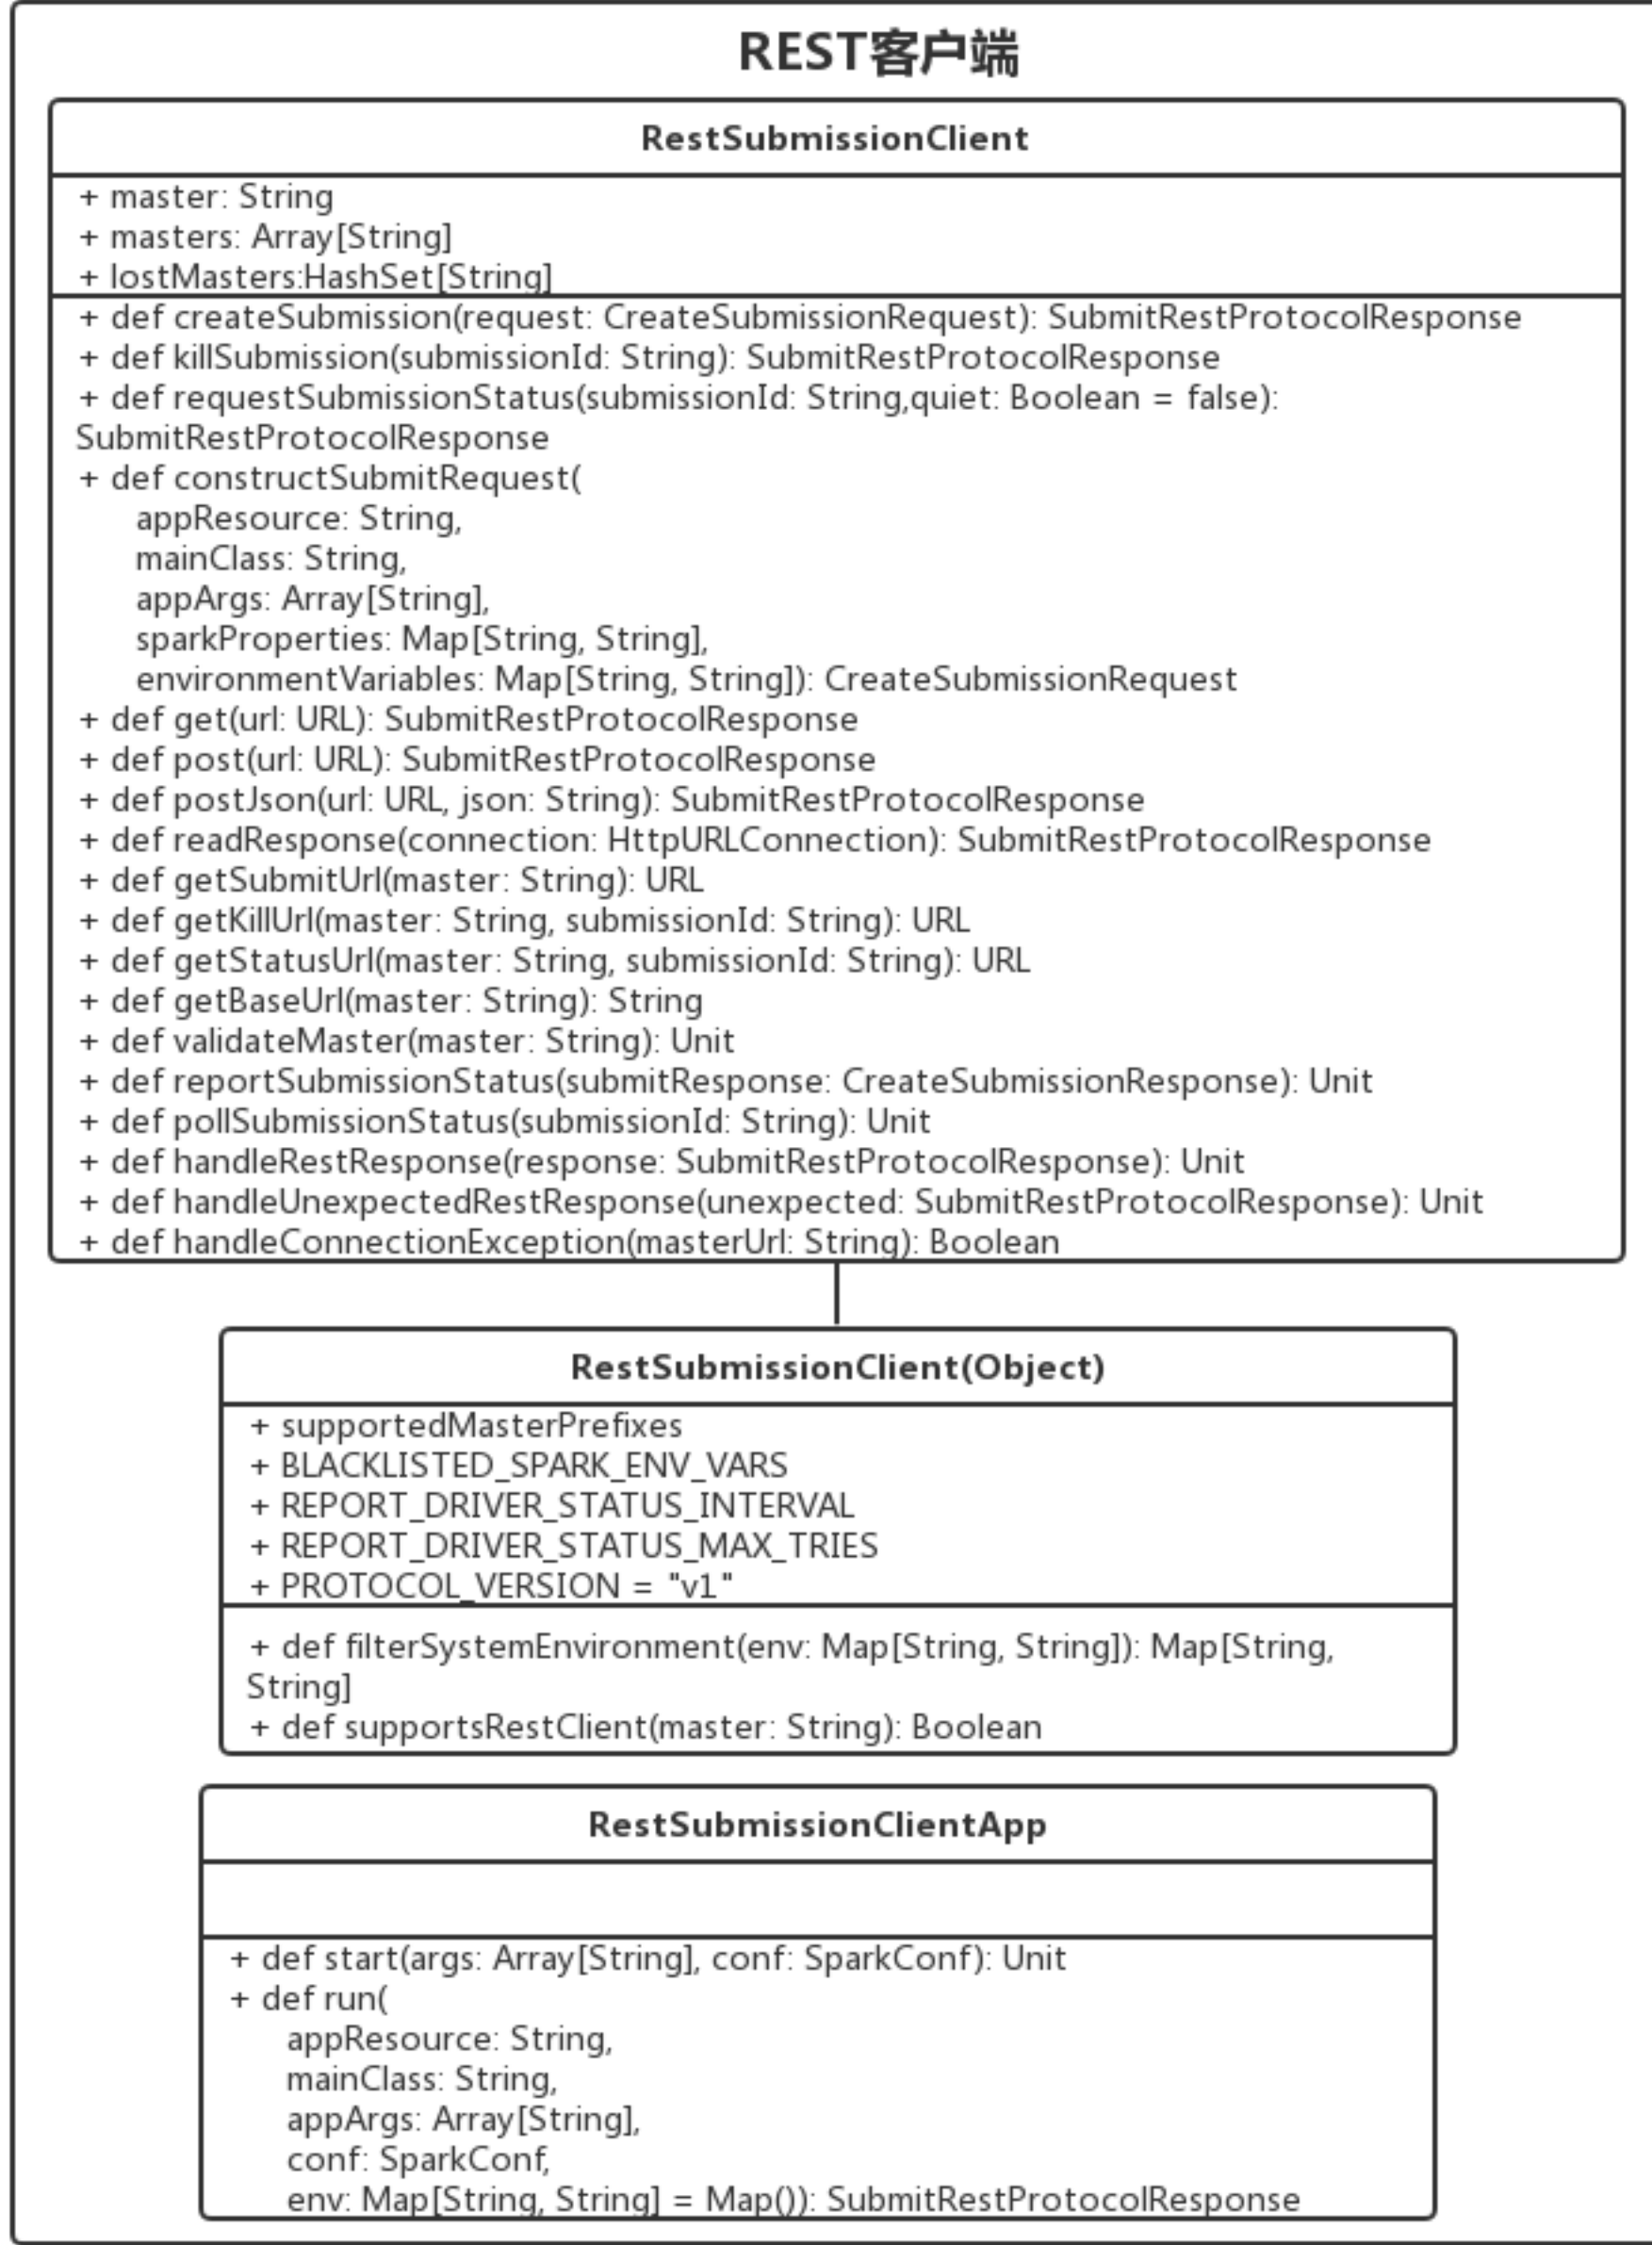 REST客户端
RestSubmissionClient
+ master: String
+ masters: Array[String]
+ lostMasters:HashSet[String]
+ def createSubmission(request: CreateSubmissionRequest): SubmitRestProtocolResponse
+ def killSubmission(submissionId: String): SubmitRestProtocolResponse
+ def requestSubmissionStatus(submissionId: String,quiet: Boolean = false):
SubmitRestProtocolResponse
+ def constructSubmitRequest(
appResource: String,
mainClass: String,
appArgs: Array[String],
sparkProperties: Map[String, String],
environmentVariables: Map[String, String]): CreateSubmissionRequest
+ def get(url: URL): SubmitRestProtocolResponse
+ def post(url: URL): SubmitRestProtocolResponse
+ def postJson(url: URL, json: String): SubmitRestProtocolResponse
+ def readResponse(connection: HttpURLConnection): SubmitRestProtocolResponse
+ def getSubmitUrl(master: String): URL
+ def getKillUrl(master: String, submissionId: String): URL
+ def getStatusUrl(master: String, submissionId: String): URL
+ def getBaseUrl(master: String): String
+ def validateMaster(master: String): Unit
+ def reportSubmissionStatus(submitResponse: CreateSubmissionResponse): Unit
+ def pollSubmissionStatus(submissionId: String): Unit
+ def handleRestResponse(response: SubmitRestProtocolResponse): Unit
+ def handleUnexpectedRestResponse(unexpected: SubmitRestProtocolResponse): Unit
+ def handleConnectionException(masterUrl: String): Boolean
RestSubmissionClient(Object)
+ supportedMasterPrefixes
+ BLACKLISTED_SPARK_ENV_VARS
+ REPORT_DRIVER_STATUS_INTERVAL
+ REPORT_DRIVER_STATUS_MAX_TRIES
+ PROTOCOL_VERSION = "v1"
+ def filterSystemEnvironment(env: Map[String, String]): Map[String,
String]
+ def supportsRestClient(master: String): Boolean
RestSubmissionClientApp
+ def start(args: Array[String], conf: SparkConf): Unit
+ def run(
appResource: String,
mainClass: String,
appArgs: Array[String],
conf: SparkConf,
env: Map[String, String] = Map()): SubmitRestProtocolResponse